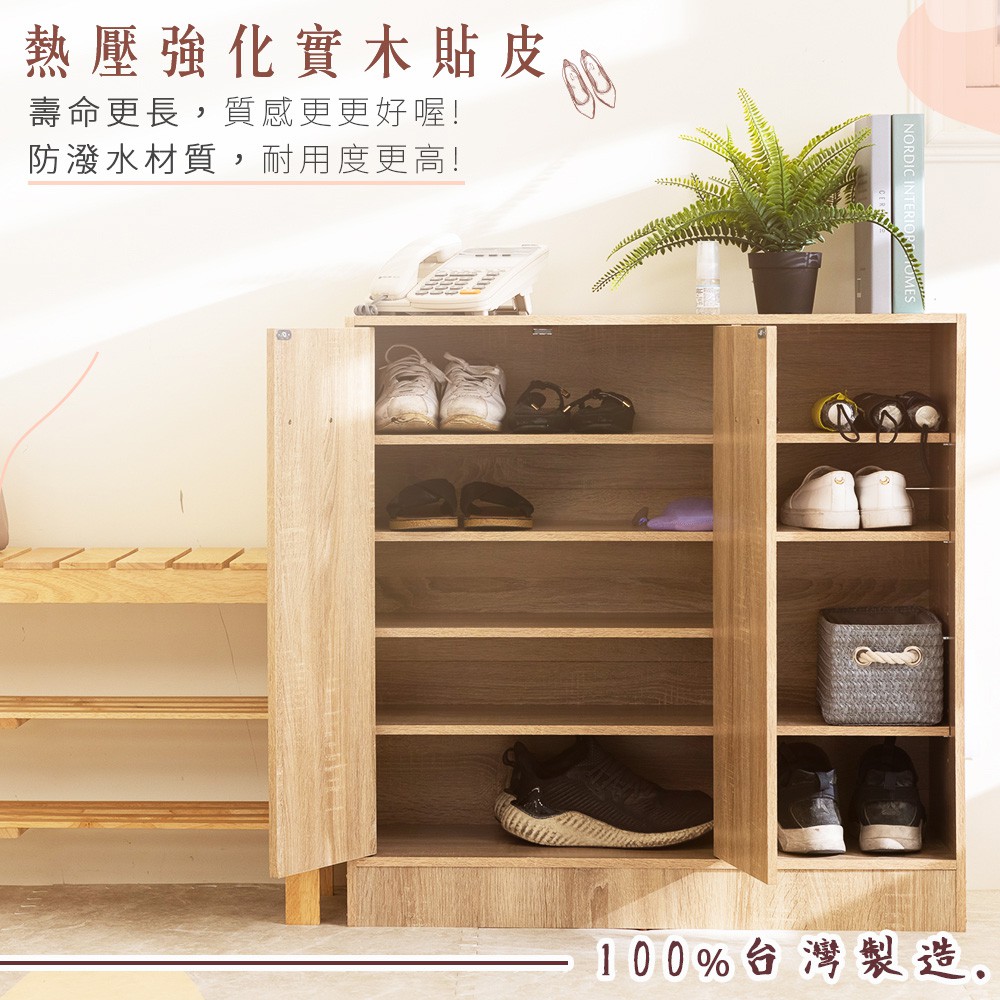 熱壓強化實木貼皮
壽命更長，質感更更好喔!
防潑水材質，耐用度更高!
NORDIC INTERIOR
100%台灣製造.